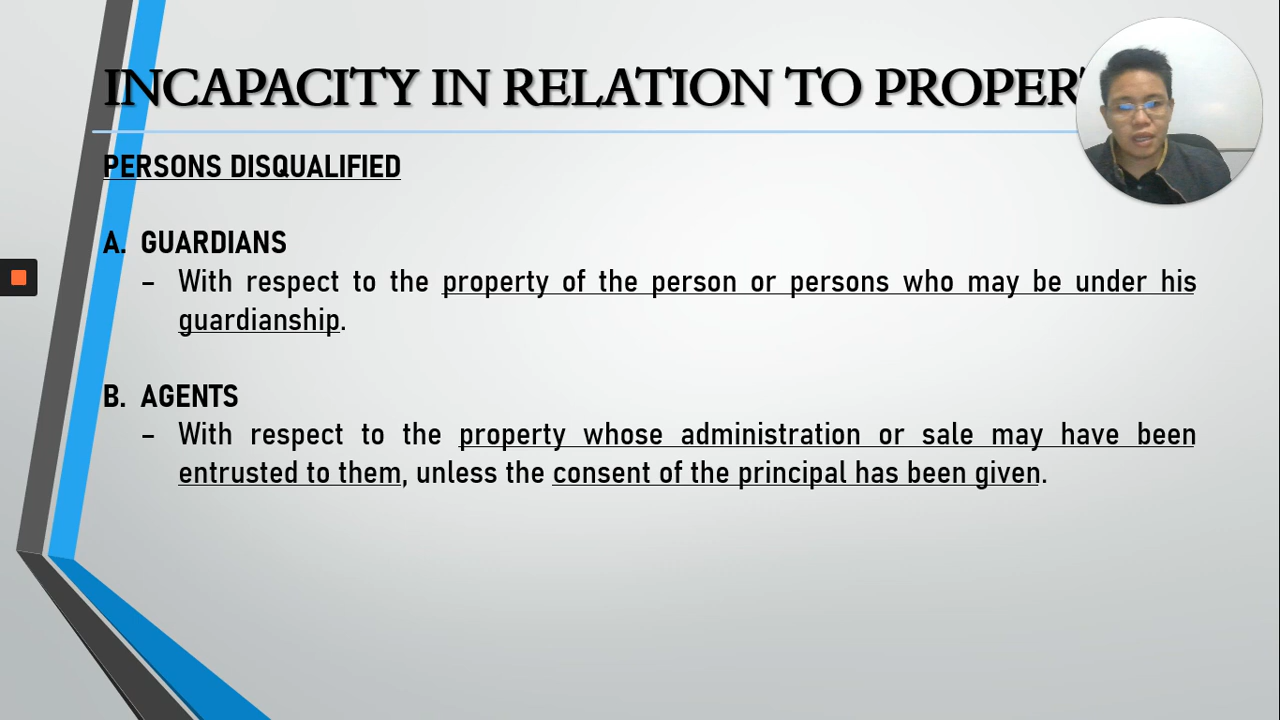 INCAPACITY IN RELATION TO PROPER
PERSONS DISQUALIFIED
A. GUARDIANS
– With respect to the property of the person or persons who may be under his
guardianship.
B. AGENTS
– With respect to the property whose administration or sale may have been
entrusted to them, unless the consent of the principal has been given.